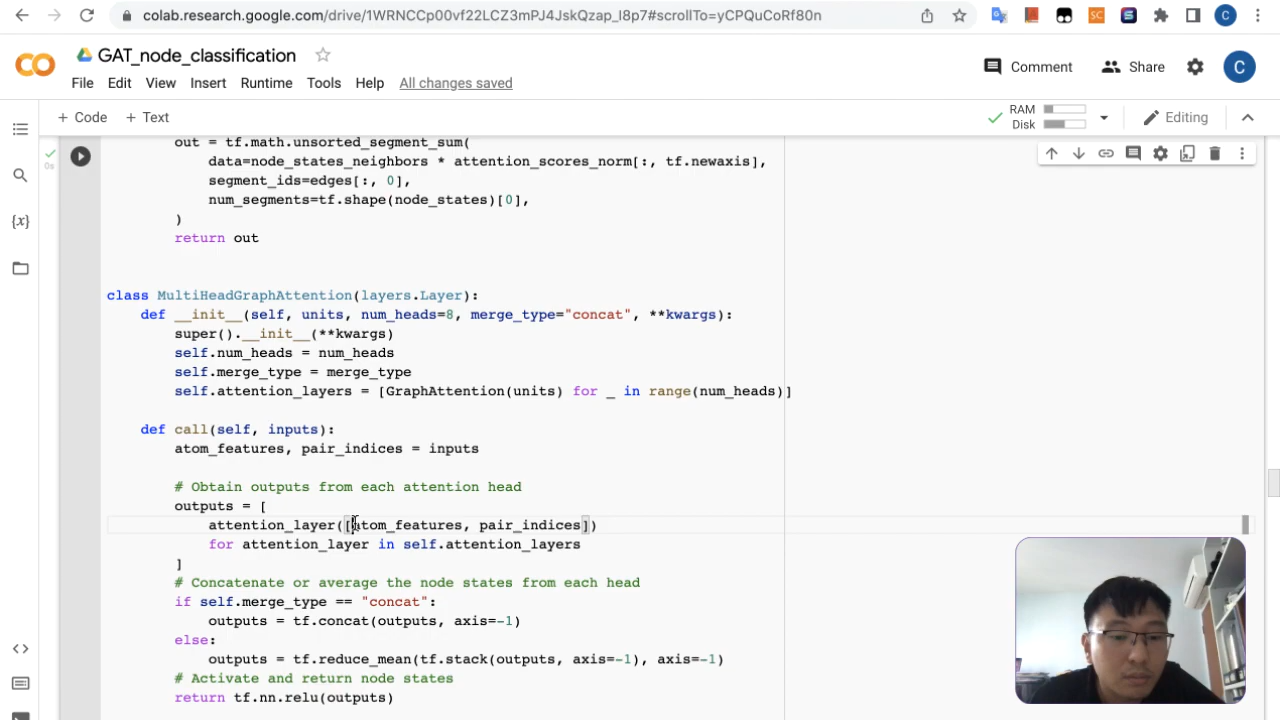 colab.research.google.com/drive/1WRNCCp00vf22LCZ3mPJ4JskQzap_I8p7#scrollTo=yCPQuCoRf80n
SC
S
C
GAT_node_classification
Comment
Share
C
File Edit View Insert Runtime Tools Help All changes saved
+ Code + Text
RAM
Disk
Editing
0s
{x}
out = tf.math.unsorted_segment_sum(
data=node_states_neighbors * attention_scores_norm[:, tf.newaxis],
segment_ids=edges[:, 0],
num_segments=tf.shape(node_states)[0],
)
return out
class MultiHeadGraphAttention(layers.Layer):
def __init__(self, units, num_heads=8, merge_type="concat", **kwargs):
super().__init__(**kwargs)
self.num_heads = num_heads
self.merge_type = merge_type
self.attention_layers = [GraphAttention(units) for _ in range(num_heads)]
def call(self, inputs):
atom_features, pair_indices = inputs
# Obtain outputs from each attention head
outputs = [
attention_layer([atom_features, pair_indices])
for attention_layer in self.attention_layers
]
# Concatenate or average the node states from each head
if self.merge_type == "concat":
outputs = tf.concat(outputs, axis=-1)
else:
outputs = tf.reduce_mean(tf.stack(outputs, axis=-1), axis=-1)
# Activate and return node states
return tf.nn.relu(outputs)